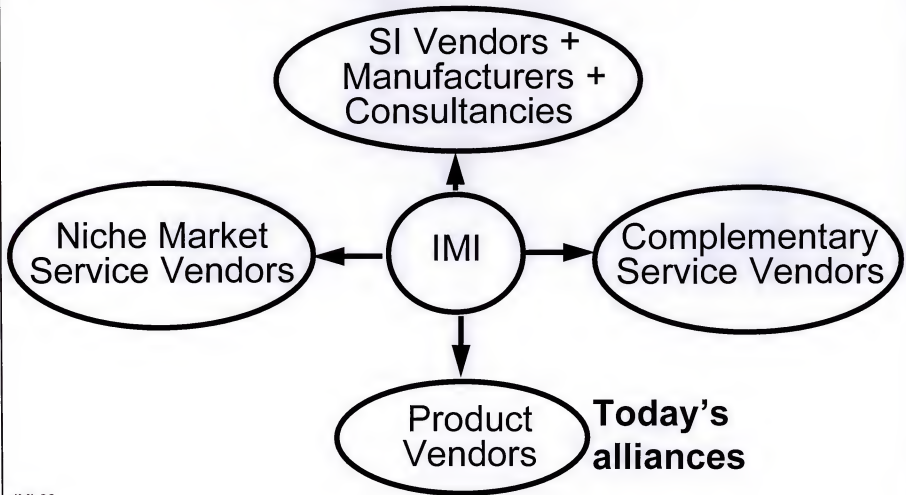 SI Vendors +
Manufacturers +
Consultancies
Niche Market
Service Vendors
IMI
Complementary
Service Vendors
Product
Vendors
Today's
alliances